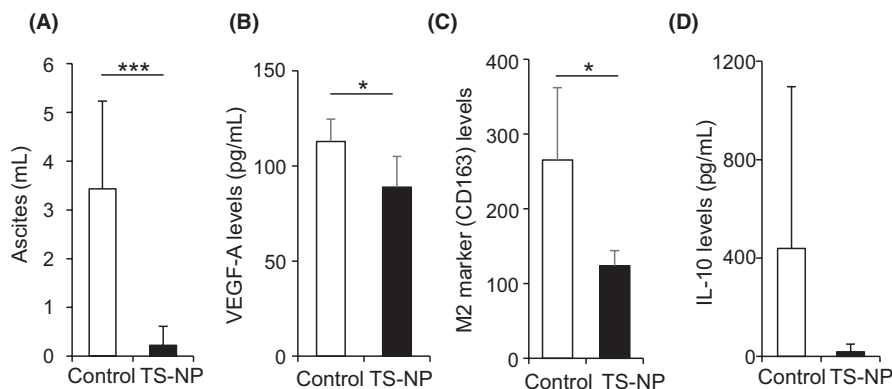 (A)
Ascites (mL)
6
5
4
3
2
1
0
***
Control TS-NP
(B)
VEGF-A levels (pg/mL)
150
100
50
0
*
Control TS-NP
(C)
M2 marker (CD163) levels
400
300
200
100
0
*
Control TS-NP
(D)
IL-10 levels (pg/mL)
1200
800
400
0
Control TS-NP